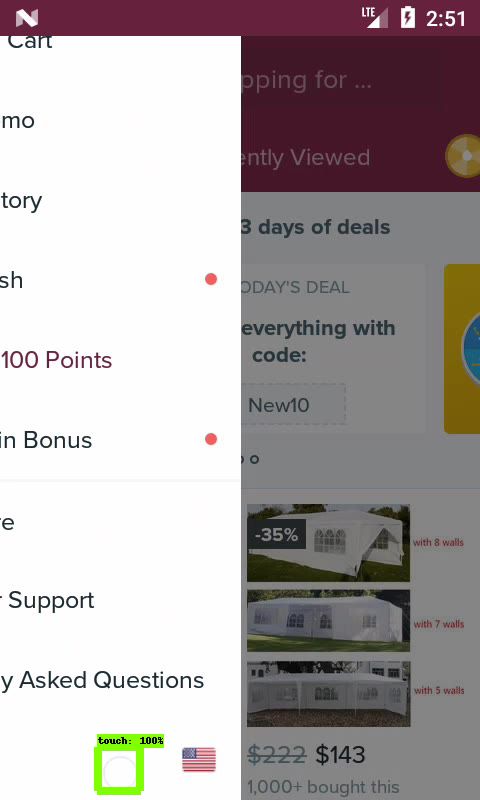 LTE
2:51
Cart
pping for ...
mo
ently Viewed
tory
3 days of deals
sh
ODAY'S DEAL
100 Points
everything with
code:
New10
in Bonus
re
-35%
with 8 walls
r Support
with 7 walls
y Asked Questions
with 5 walls
touch: 100%
$222 $143
1,000+ bought this